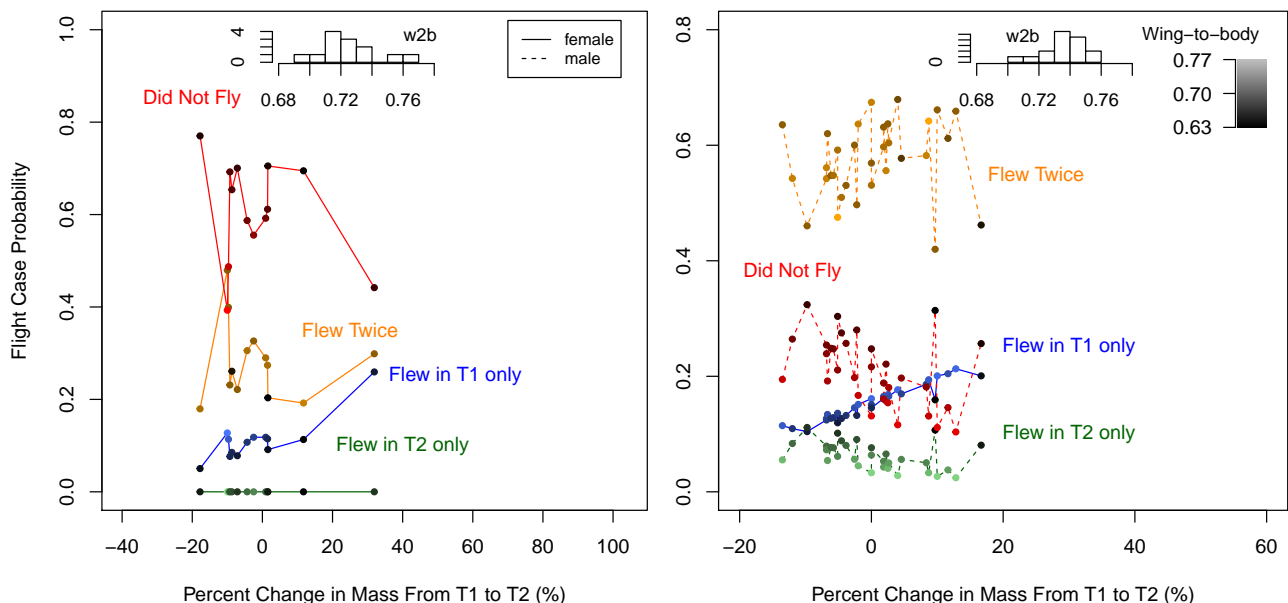 Flight Case Probability
1.0
0.8
0.6
0.4
0.2
0.0
4
0
w2b
0.68 0.72 0.76
female
male
Did Not Fly
Flew Twice
Flew in T1 only
Flew in T2 only
−40 −20 0 20 40 60 80 100
Percent Change in Mass From T1 to T2 (%)
0.8
0.6
0.4
0.2
0.0
0
w2b
0.68 0.72 0.76
Wing−to−body
0.77
0.70
0.63
Flew Twice
Did Not Fly
Flew in T1 only
Flew in T2 only
−20 0 20 40 60
Percent Change in Mass From T1 to T2 (%)